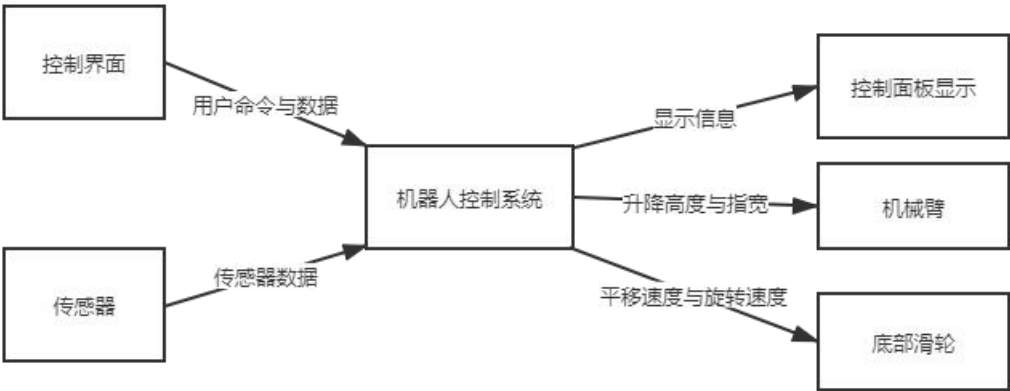 控制界面
控制面板显示
用户命令与数据
显示信息
机器人控制系统
升降高度与指宽
机械臂
传感器数据
传感器
平移速度与旋转速度
底部滑轮